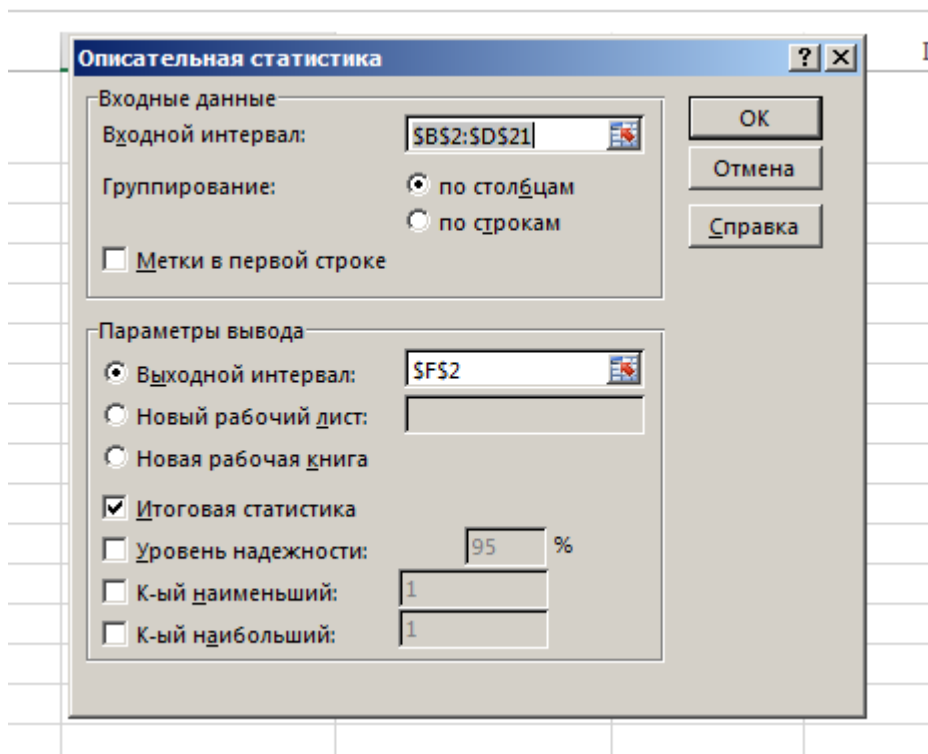 Описательная статистика
Входные данные
Входной интервал: $B$2:$D$21
Группирование: по столбцам
по строкам
Метки в первой строке
OK
Отмена
Справка
Параметры вывода
Выходной интервал: $F$2
Новый рабочий лист:
Новая рабочая книга
Итоговая статистика
Уровень надежности: 95 %
К-ый наименьший: 1
К-ый наибольший: 1